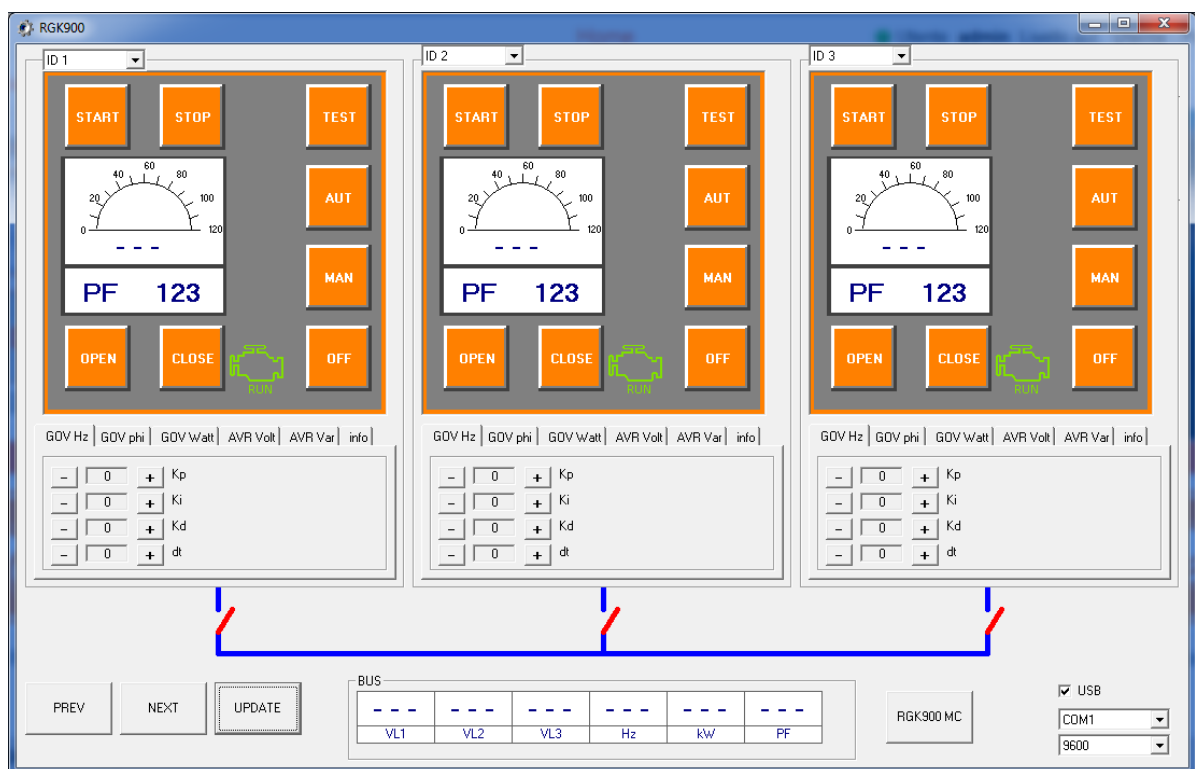 RGK900
ID 1
START STOP TEST
AUT
0 20 40 60 80 100 120
- - -
MAN
PF 123
OPEN CLOSE OFF
RUN
GOV Hz GOV phi GOV Watt AVR Volt AVR Var info
- 0 + Kp
- 0 + Ki
- 0 + Kd
- 0 + dt
ID 2
START STOP TEST
AUT
0 20 40 60 80 100 120
- - -
MAN
PF 123
OPEN CLOSE OFF
RUN
GOV Hz GOV phi GOV Watt AVR Volt AVR Var info
- 0 + Kp
- 0 + Ki
- 0 + Kd
- 0 + dt
ID 3
START STOP TEST
AUT
0 20 40 60 80 100 120
- - -
MAN
PF 123
OPEN CLOSE OFF
RUN
GOV Hz GOV phi GOV Watt AVR Volt AVR Var info
- 0 + Kp
- 0 + Ki
- 0 + Kd
- 0 + dt
PREV NEXT UPDATE
BUS
- - - - - - - - - - - - - - - - - -
VL1 VL2 VL3 Hz kW PF
RGK900 MC
USB
COM1
9600